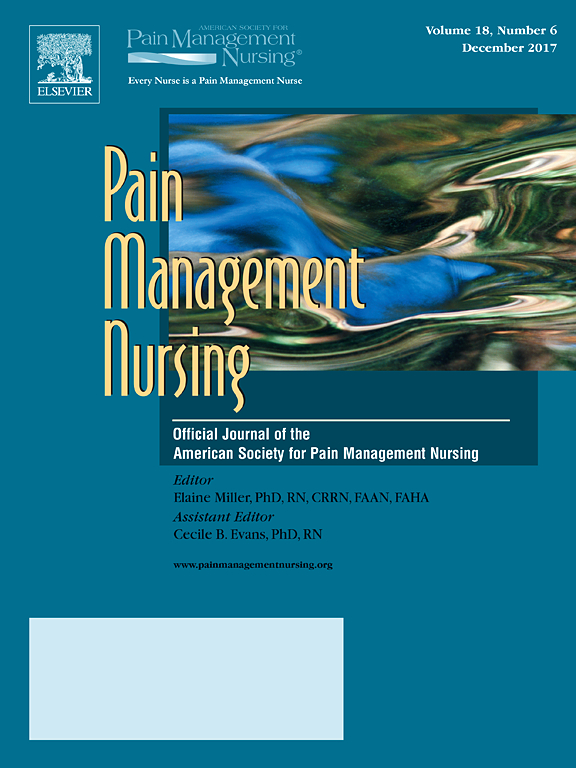 ELSEVIER
AMERICAN SOCIETY FOR
Pain Management
Nursing®
Every Nurse is a Pain Management Nurse
Volume 18, Number 6
December 2017
Pain
Management
Nursing
Official Journal of the
American Society for Pain Management Nursing
Editor
Elaine Miller, PhD, RN, CRRN, FAAN, FAHA
Assistant Editor
Cecile B. Evans, PhD, RN
www.painmanagementnursing.org